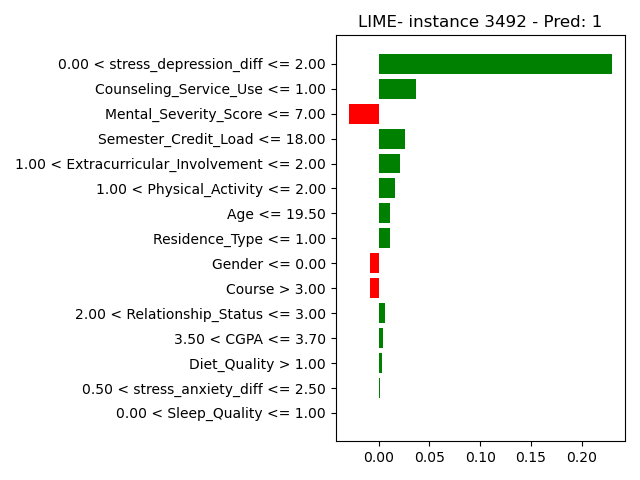 LIME- instance 3492 - Pred: 1
0.00 < stress_depression_diff <= 2.00
Counseling_Service_Use <= 1.00
Mental_Severity_Score <= 7.00
Semester_Credit_Load <= 18.00
1.00 < Extracurricular_Involvement <= 2.00
1.00 < Physical_Activity <= 2.00
Age <= 19.50
Residence_Type <= 1.00
Gender <= 0.00
Course > 3.00
2.00 < Relationship_Status <= 3.00
3.50 < CGPA <= 3.70
Diet_Quality > 1.00
0.50 < stress_anxiety_diff <= 2.50
0.00 < Sleep_Quality <= 1.00
0.00 0.05 0.10 0.15 0.20